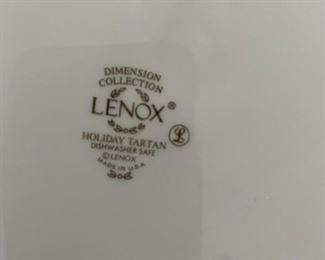 DIMENSION
COLLECTION
LENOX®
L
HOLIDAY TARTAN
DISHWASHER SAFE
©LENOX
MADE IN U.S.A.